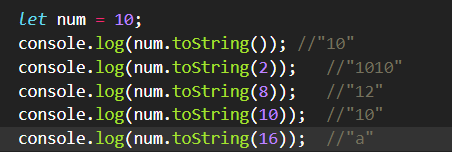 let num = 10;
console.log(num.toString()); //"10"
console.log(num.toString(2));   //"1010"
console.log(num.toString(8));   //"12"
console.log(num.toString(10));  //"10"
console.log(num.toString(16));  //"a"